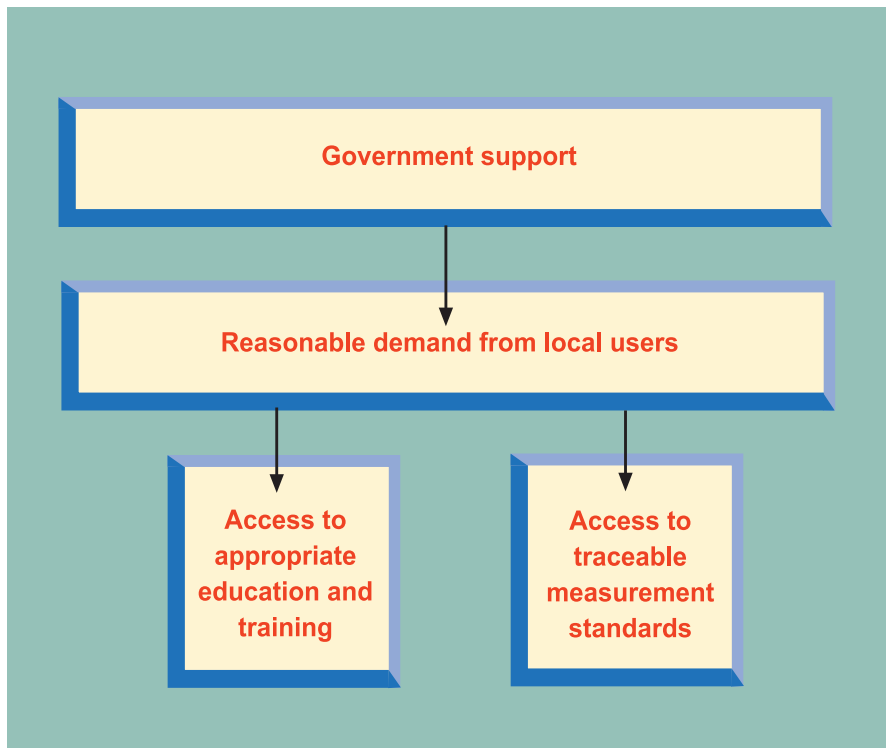 Government support
Reasonable demand from local users
Access to
appropriate
education and
training
Access to
traceable
measurement
standards